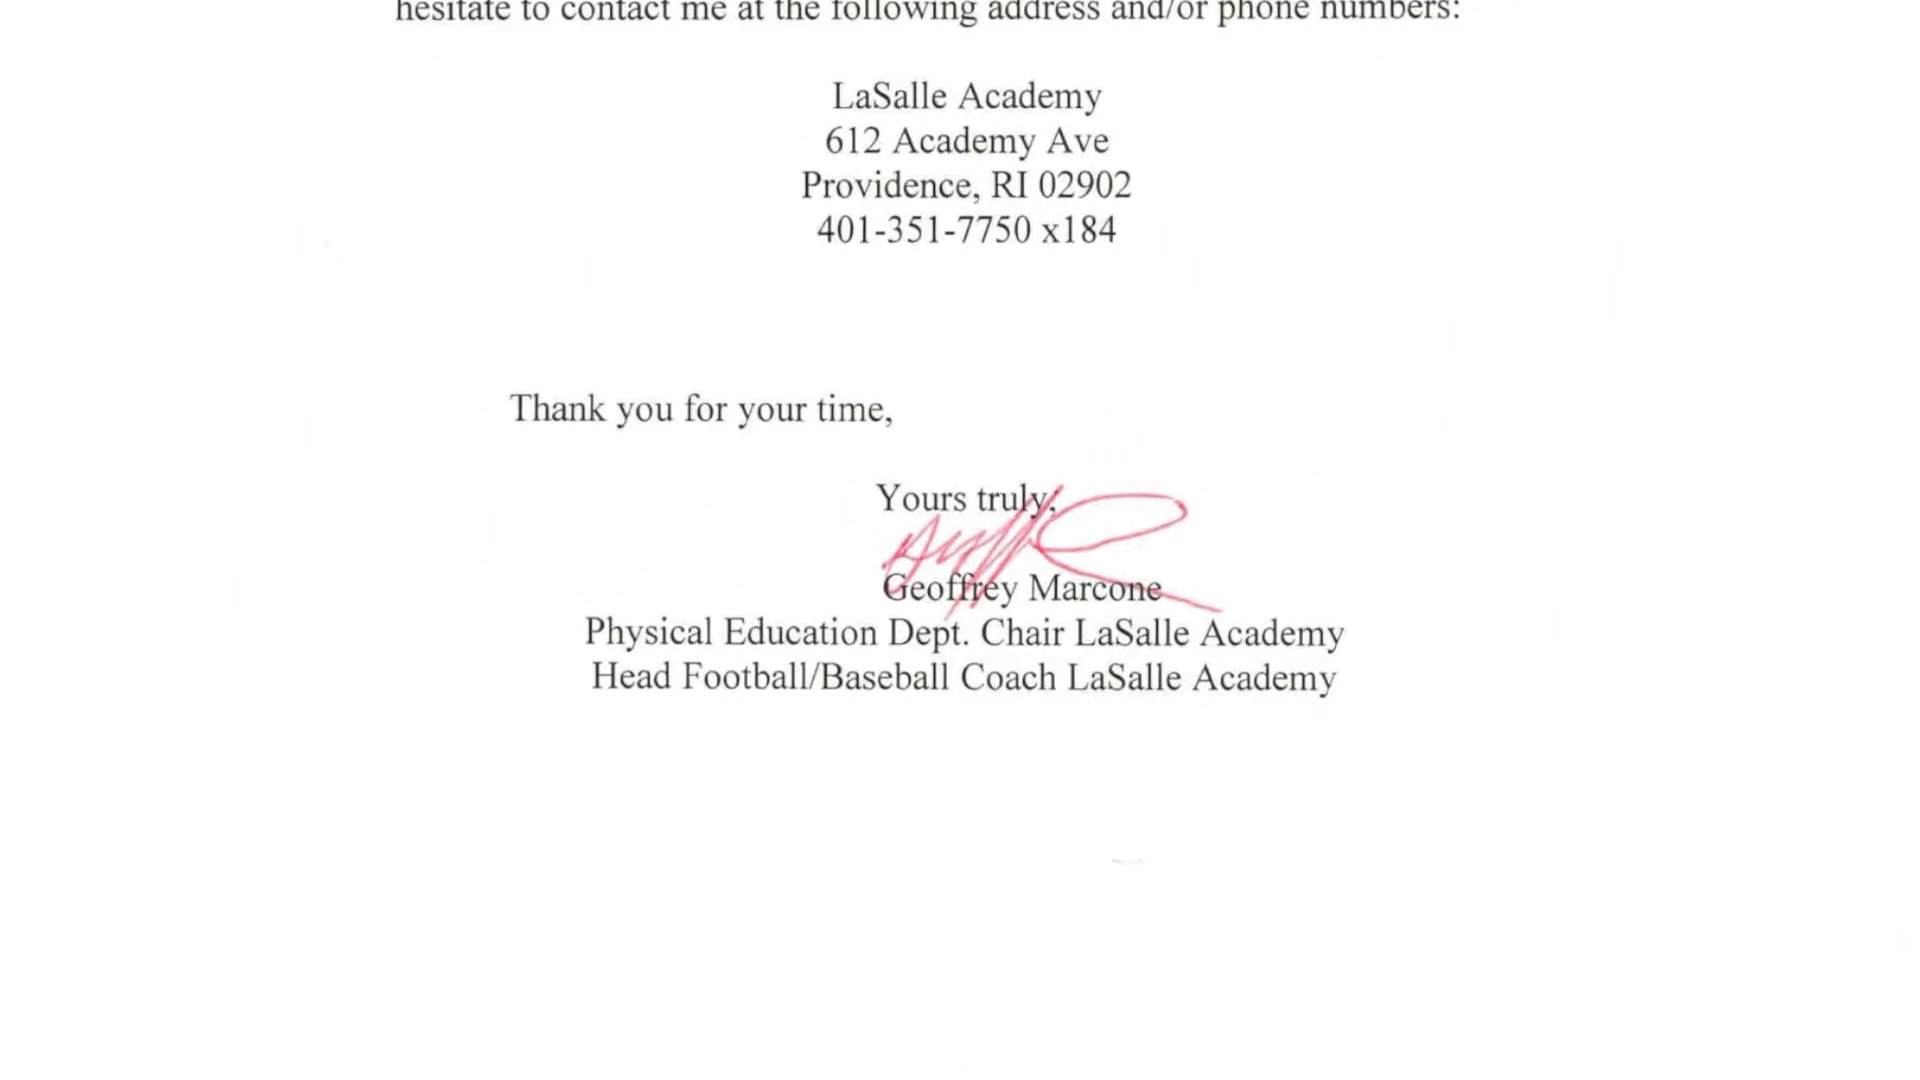 hesitate to contact me at the following address and/or phone numbers:
LaSalle Academy
612 Academy Ave
Providence, RI 02902
401-351-7750 x184
Thank you for your time,
Yours truly,
Geoffrey Marcone
Physical Education Dept. Chair LaSalle Academy
Head Football/Baseball Coach LaSalle Academy